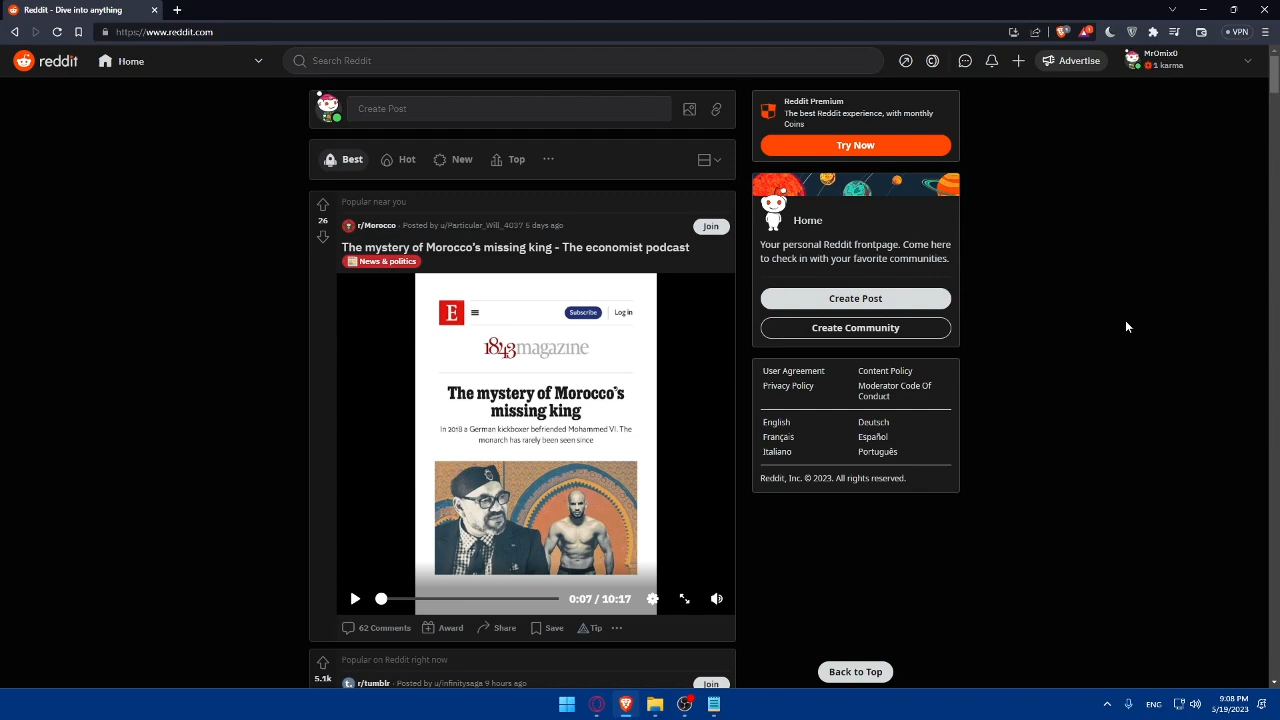 Reddit - Dive into anything
https://www.reddit.com
VPN
reddit
Home
Search Reddit
Advertise
MrOmix0
1 karma
Create Post
Best
Hot
New
Top
Popular near you
26
r/Morocco · Posted by u/Particular_Will_4037 5 days ago
Join
The mystery of Morocco's missing king - The economist podcast
News & politics
E
Subscribe
Log in
1843magazine
The mystery of Morocco's
missing king
In 2018 a German kickboxer befriended Mohammed VI. The
monarch has rarely been seen since
0:07 / 10:17
62 Comments
Award
Share
Save
Tip
Popular on Reddit right now
5.1k
r/tumblr · Posted by u/infinitysaga 9 hours ago
Join
Reddit Premium
The best Reddit experience, with monthly
Coins
Try Now
Home
Your personal Reddit frontpage. Come here
to check in with your favorite communities.
Create Post
Create Community
User Agreement
Content Policy
Privacy Policy
Moderator Code Of
Conduct
English
Deutsch
Français
Español
Italiano
Português
Reddit, Inc. © 2023. All rights reserved.
Back to Top
ENG
9:08 PM
5/19/2023